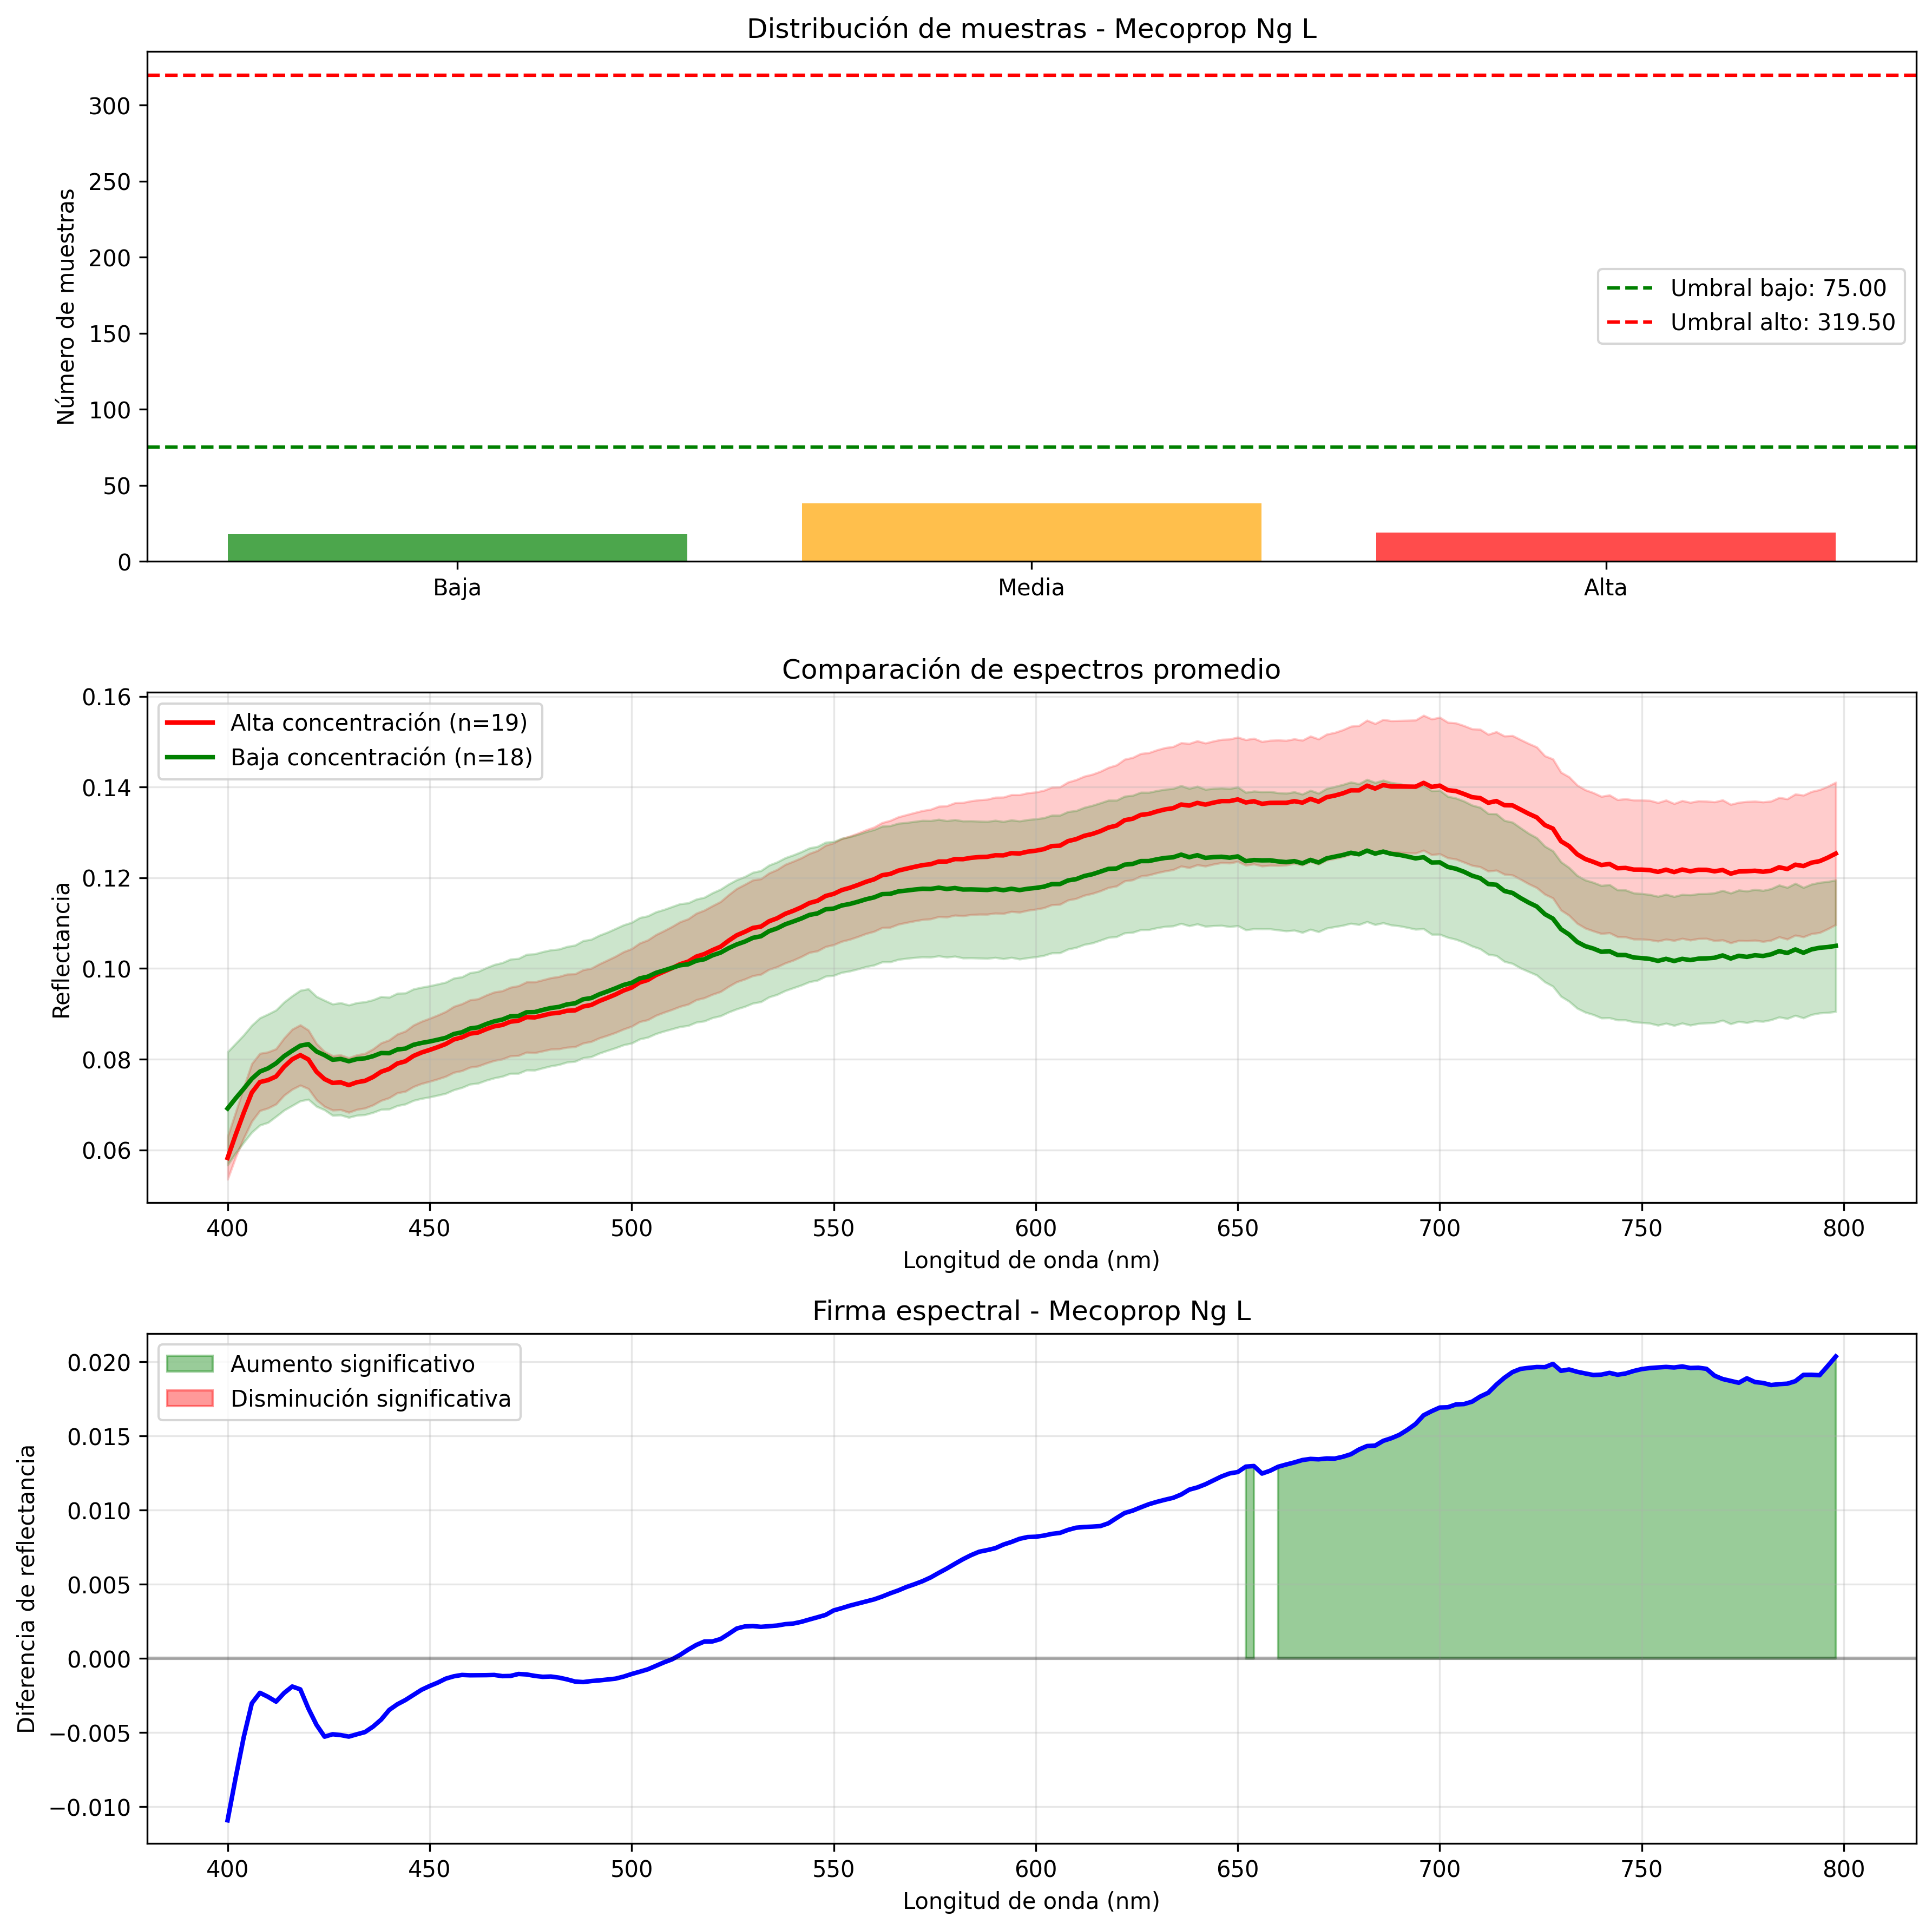 Distribución de muestras - Mecoprop Ng L
Número de muestras
300
250
200
150
100
50
0
Umbral bajo: 75.00
Umbral alto: 319.50
Baja
Media
Alta
Comparación de espectros promedio
Reflectancia
0.16
0.14
0.12
0.10
0.08
0.06
Alta concentración (n=19)
Baja concentración (n=18)
400
450
500
550
600
650
700
750
800
Longitud de onda (nm)
Firma espectral - Mecoprop Ng L
Diferencia de reflectancia
0.020
0.015
0.010
0.005
0.000
−0.005
−0.010
Aumento significativo
Disminución significativa
400
450
500
550
600
650
700
750
800
Longitud de onda (nm)